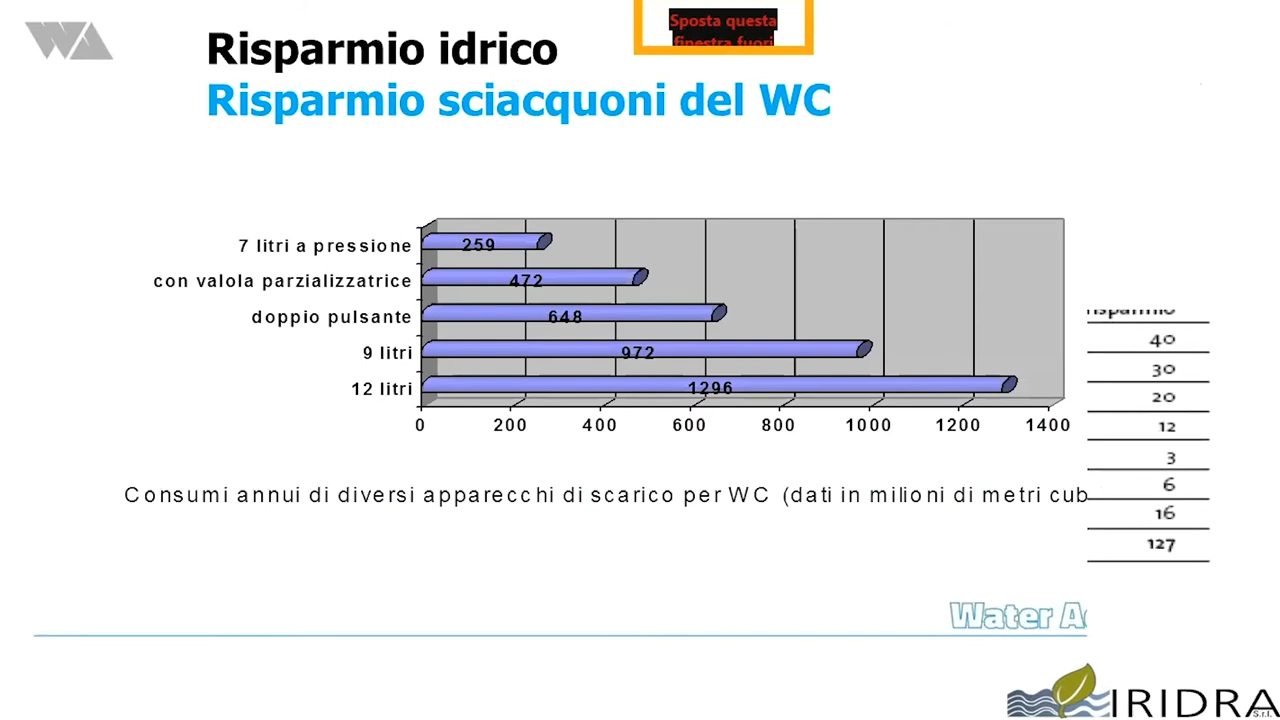 WA
Risparmio idrico
Sposta questa
finestra fuori
Risparmio sciacquoni del WC
7 litri a pressione
259
con valola parzializzatrice
472
doppio pulsante
648
9 litri
972
12 litri
1296
0 200 400 600 800 1000 1200 1400
risparmio
40
30
20
12
3
6
16
127
Consumi annui di diversi apparecchi di scarico per WC (dati in milioni di metri cub
Water A
IRIDRA
S.r.l.